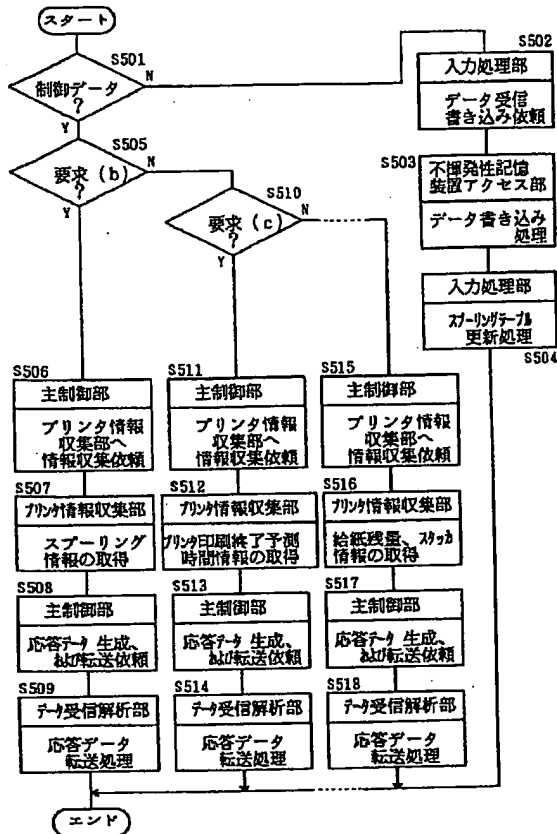 スタート
S501
制御データ
?
N
Y
S502
入力処理部
データ受信
書き込み依頼
S503
不揮発性記憶
装置アクセス部
データ書き込み
処理
入力処理部
スプーリングテーブル
更新処理
S504
S505
要求(b)
?
N
Y
S510
要求(c)
?
N
Y
S506
主制御部
プリンタ情報
収集部へ
情報収集依頼
S507
プリンタ情報収集部
スプーリング
情報の取得
S508
主制御部
応答データ 生成、
および転送依頼
S509
データ受信解析部
応答データ
転送処理
S511
主制御部
プリンタ情報
収集部へ
情報収集依頼
S512
プリンタ情報収集部
プリンタ印刷終了予測
時間情報の取得
S513
主制御部
応答データ 生成、
および転送依頼
S514
データ受信解析部
応答データ
転送処理
S515
主制御部
プリンタ情報
収集部へ
情報収集依頼
S516
プリンタ情報収集部
給紙残量、スタッカ
情報の取得
S517
主制御部
応答データ 生成、
および転送依頼
S518
データ受信解析部
応答データ
転送処理
エンド